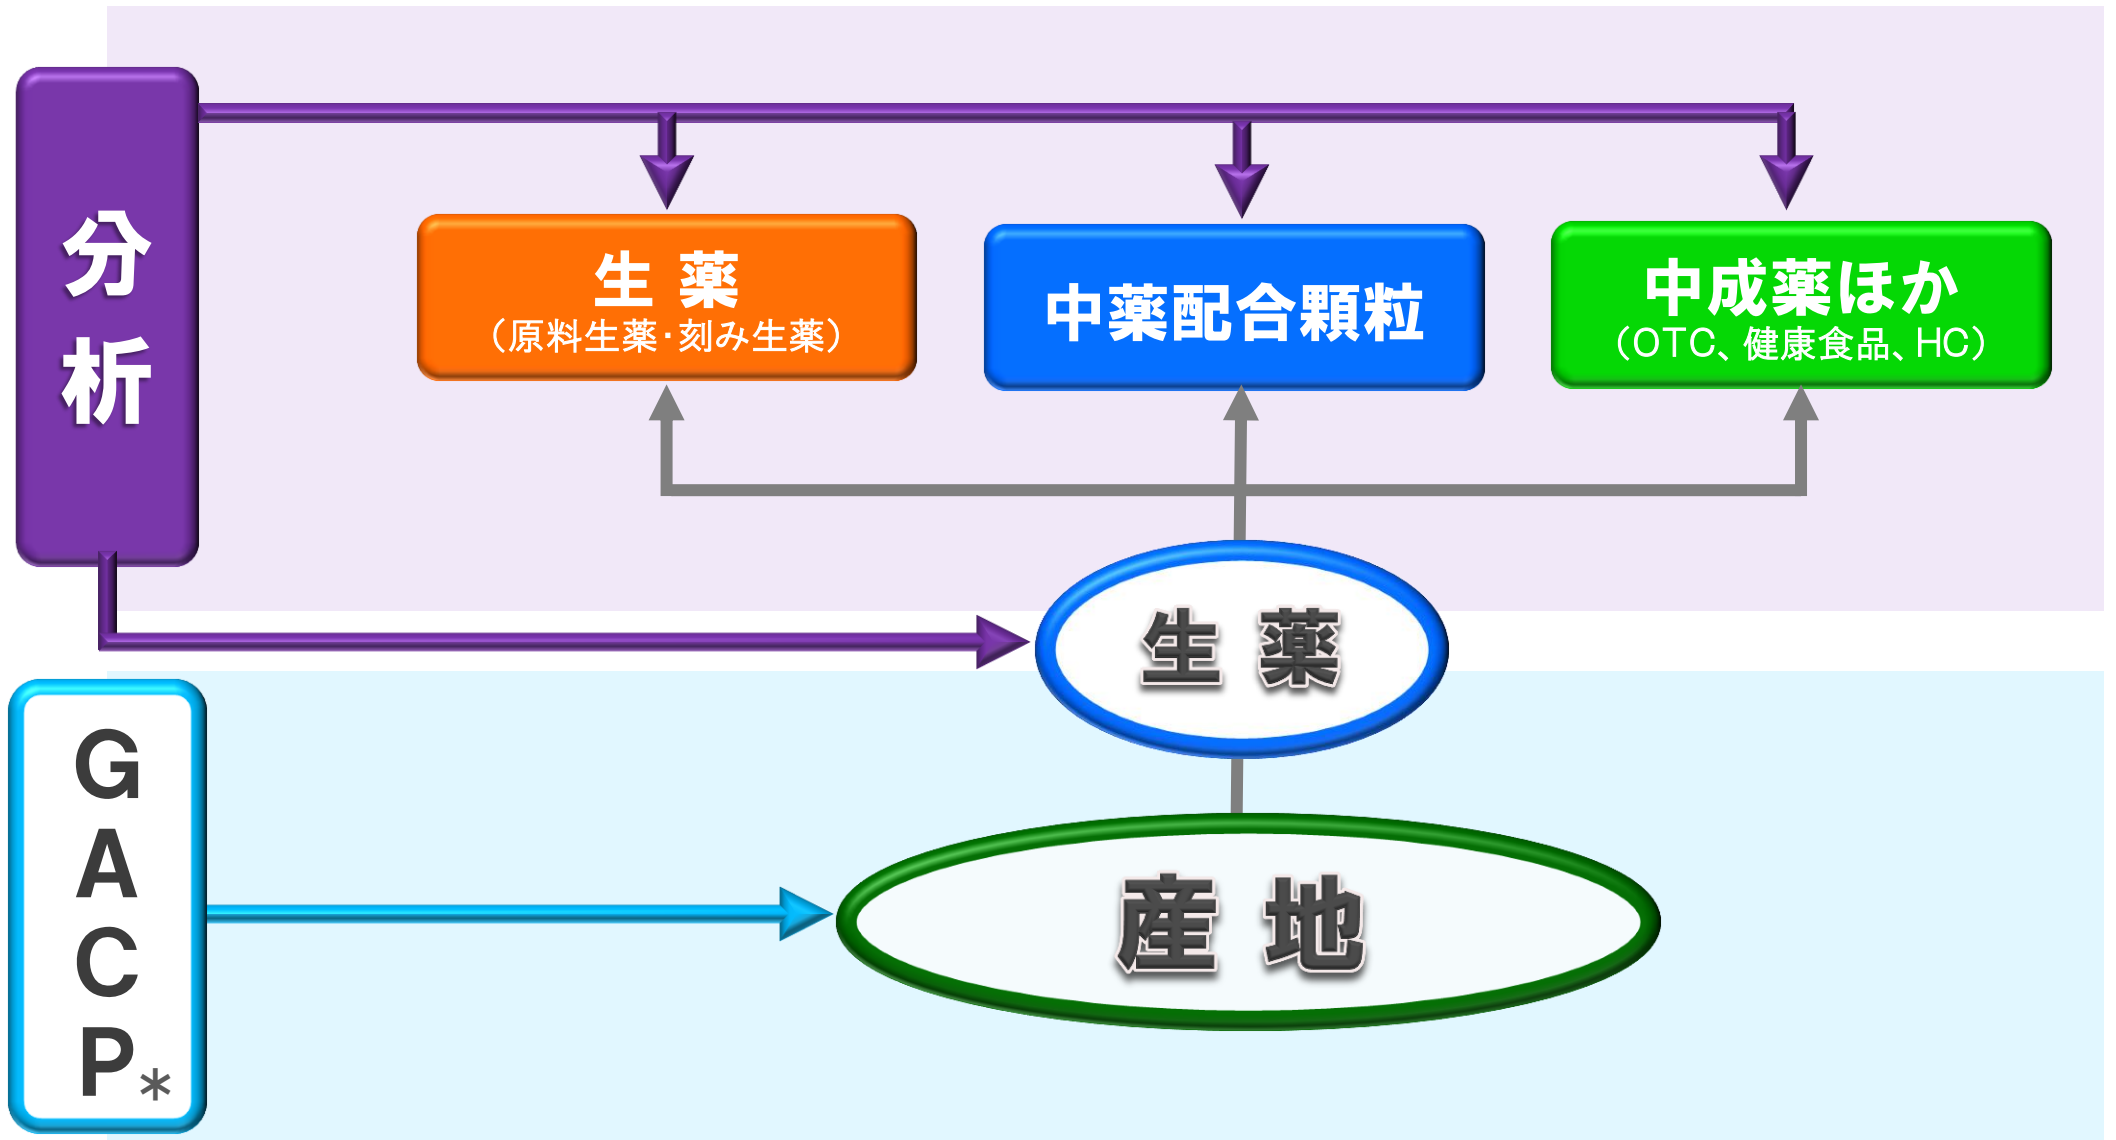 分析
生 薬
（原料生薬・刻み生薬）
中薬配合顆粒
中成薬ほか
（OTC、健康食品、HC）
生 薬
GACP*
産 地